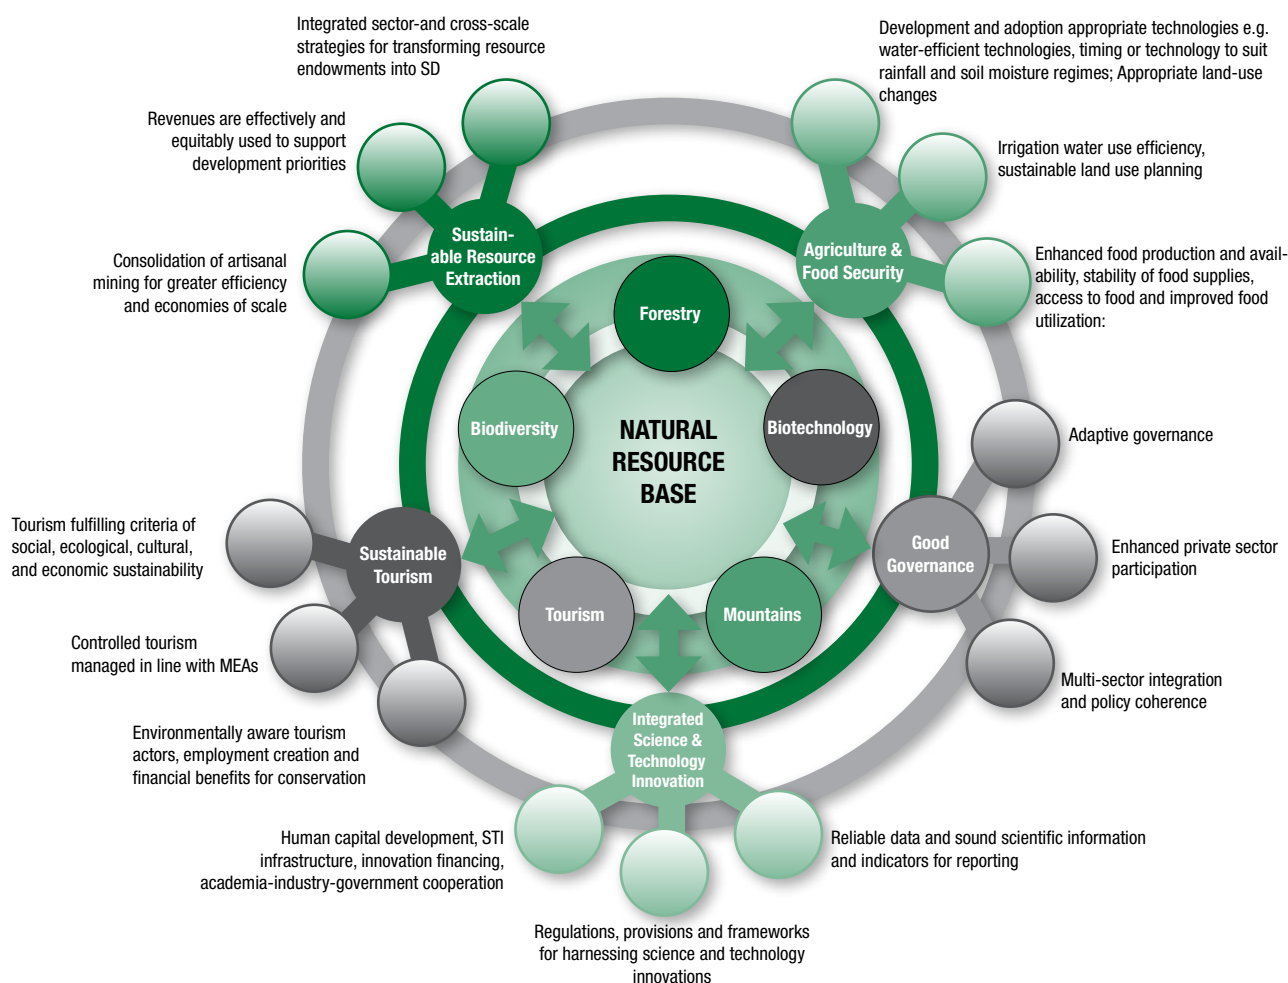 Integrated sector-and cross-scale
strategies for transforming resource
endowments into SD
Development and adoption appropriate technologies e.g.
water-efficient technologies, timing or technology to suit
rainfall and soil moisture regimes; Appropriate land-use
changes
Revenues are effectively and
equitably used to support
development priorities
Irrigation water use efficiency,
sustainable land use planning
Consolidation of artisanal
mining for greater efficiency
and economies of scale
Sustain-
able Resource
Extraction
Agriculture &
Food Security
Enhanced food production and avail-
ability, stability of food supplies,
access to food and improved food
utilization:
Forestry
Biodiversity
NATURAL
RESOURCE
BASE
Biotechnology
Adaptive governance
Tourism fulfilling criteria of
social, ecological, cultural,
and economic sustainability
Sustainable
Tourism
Good
Governance
Enhanced private sector
participation
Tourism
Mountains
Controlled tourism
managed in line with MEAs
Multi-sector integration
and policy coherence
Environmentally aware tourism
actors, employment creation and
financial benefits for conservation
Integrated
Science &
Technology
Innovation
Human capital development, STI
infrastructure, innovation financing,
academia-industry-government cooperation
Reliable data and sound scientific information
and indicators for reporting
Regulations, provisions and frameworks
for harnessing science and technology
innovations